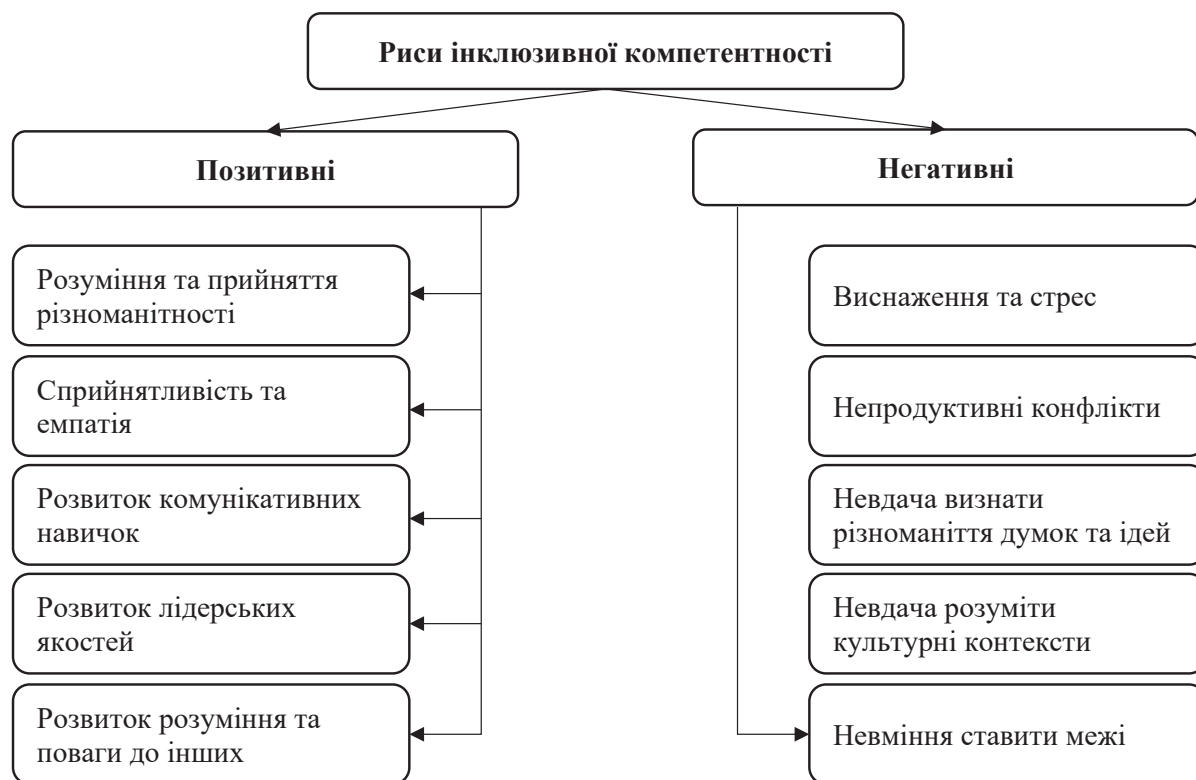 Риси інклюзивної компетентності
Позитивні
Негативні
Розуміння та прийняття
різноманітності
Сприйнятливість та
емпатія
Розвиток комунікативних
навичок
Розвиток лідерських
якостей
Розвиток розуміння та
поваги до інших
Виснаження та стрес
Непродуктивні конфлікти
Невдача визнати
різноманіття думок та ідей
Невдача розуміти
культурні контексти
Невміння ставити межі